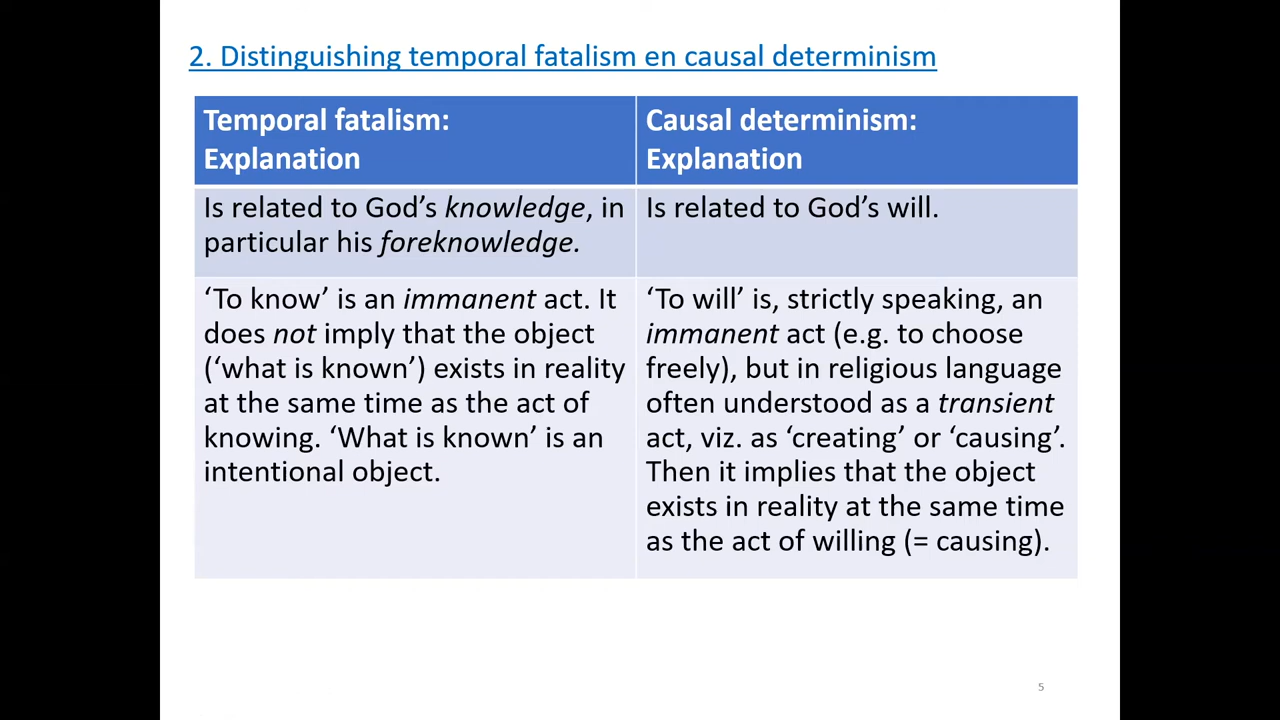 2. Distinguishing temporal fatalism en causal determinism
Temporal fatalism:
Explanation
Causal determinism:
Explanation
Is related to God’s knowledge, in
particular his foreknowledge.
Is related to God’s will.
‘To know’ is an immanent act. It
does not imply that the object
(‘what is known’) exists in reality
at the same time as the act of
knowing. ‘What is known’ is an
intentional object.
‘To will’ is, strictly speaking, an
immanent act (e.g. to choose
freely), but in religious language
often understood as a transient
act, viz. as ‘creating’ or ‘causing’.
Then it implies that the object
exists in reality at the same time
as the act of willing (= causing).
5